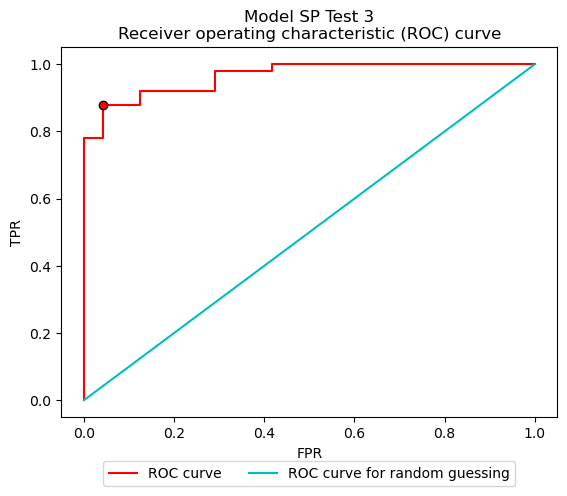 Model SP Test 3
Receiver operating characteristic (ROC) curve
1.0
0.8
0.6
0.4
0.2
0.0
TPR
0.0 0.2 0.4 0.6 0.8 1.0
FPR
ROC curve ROC curve for random guessing